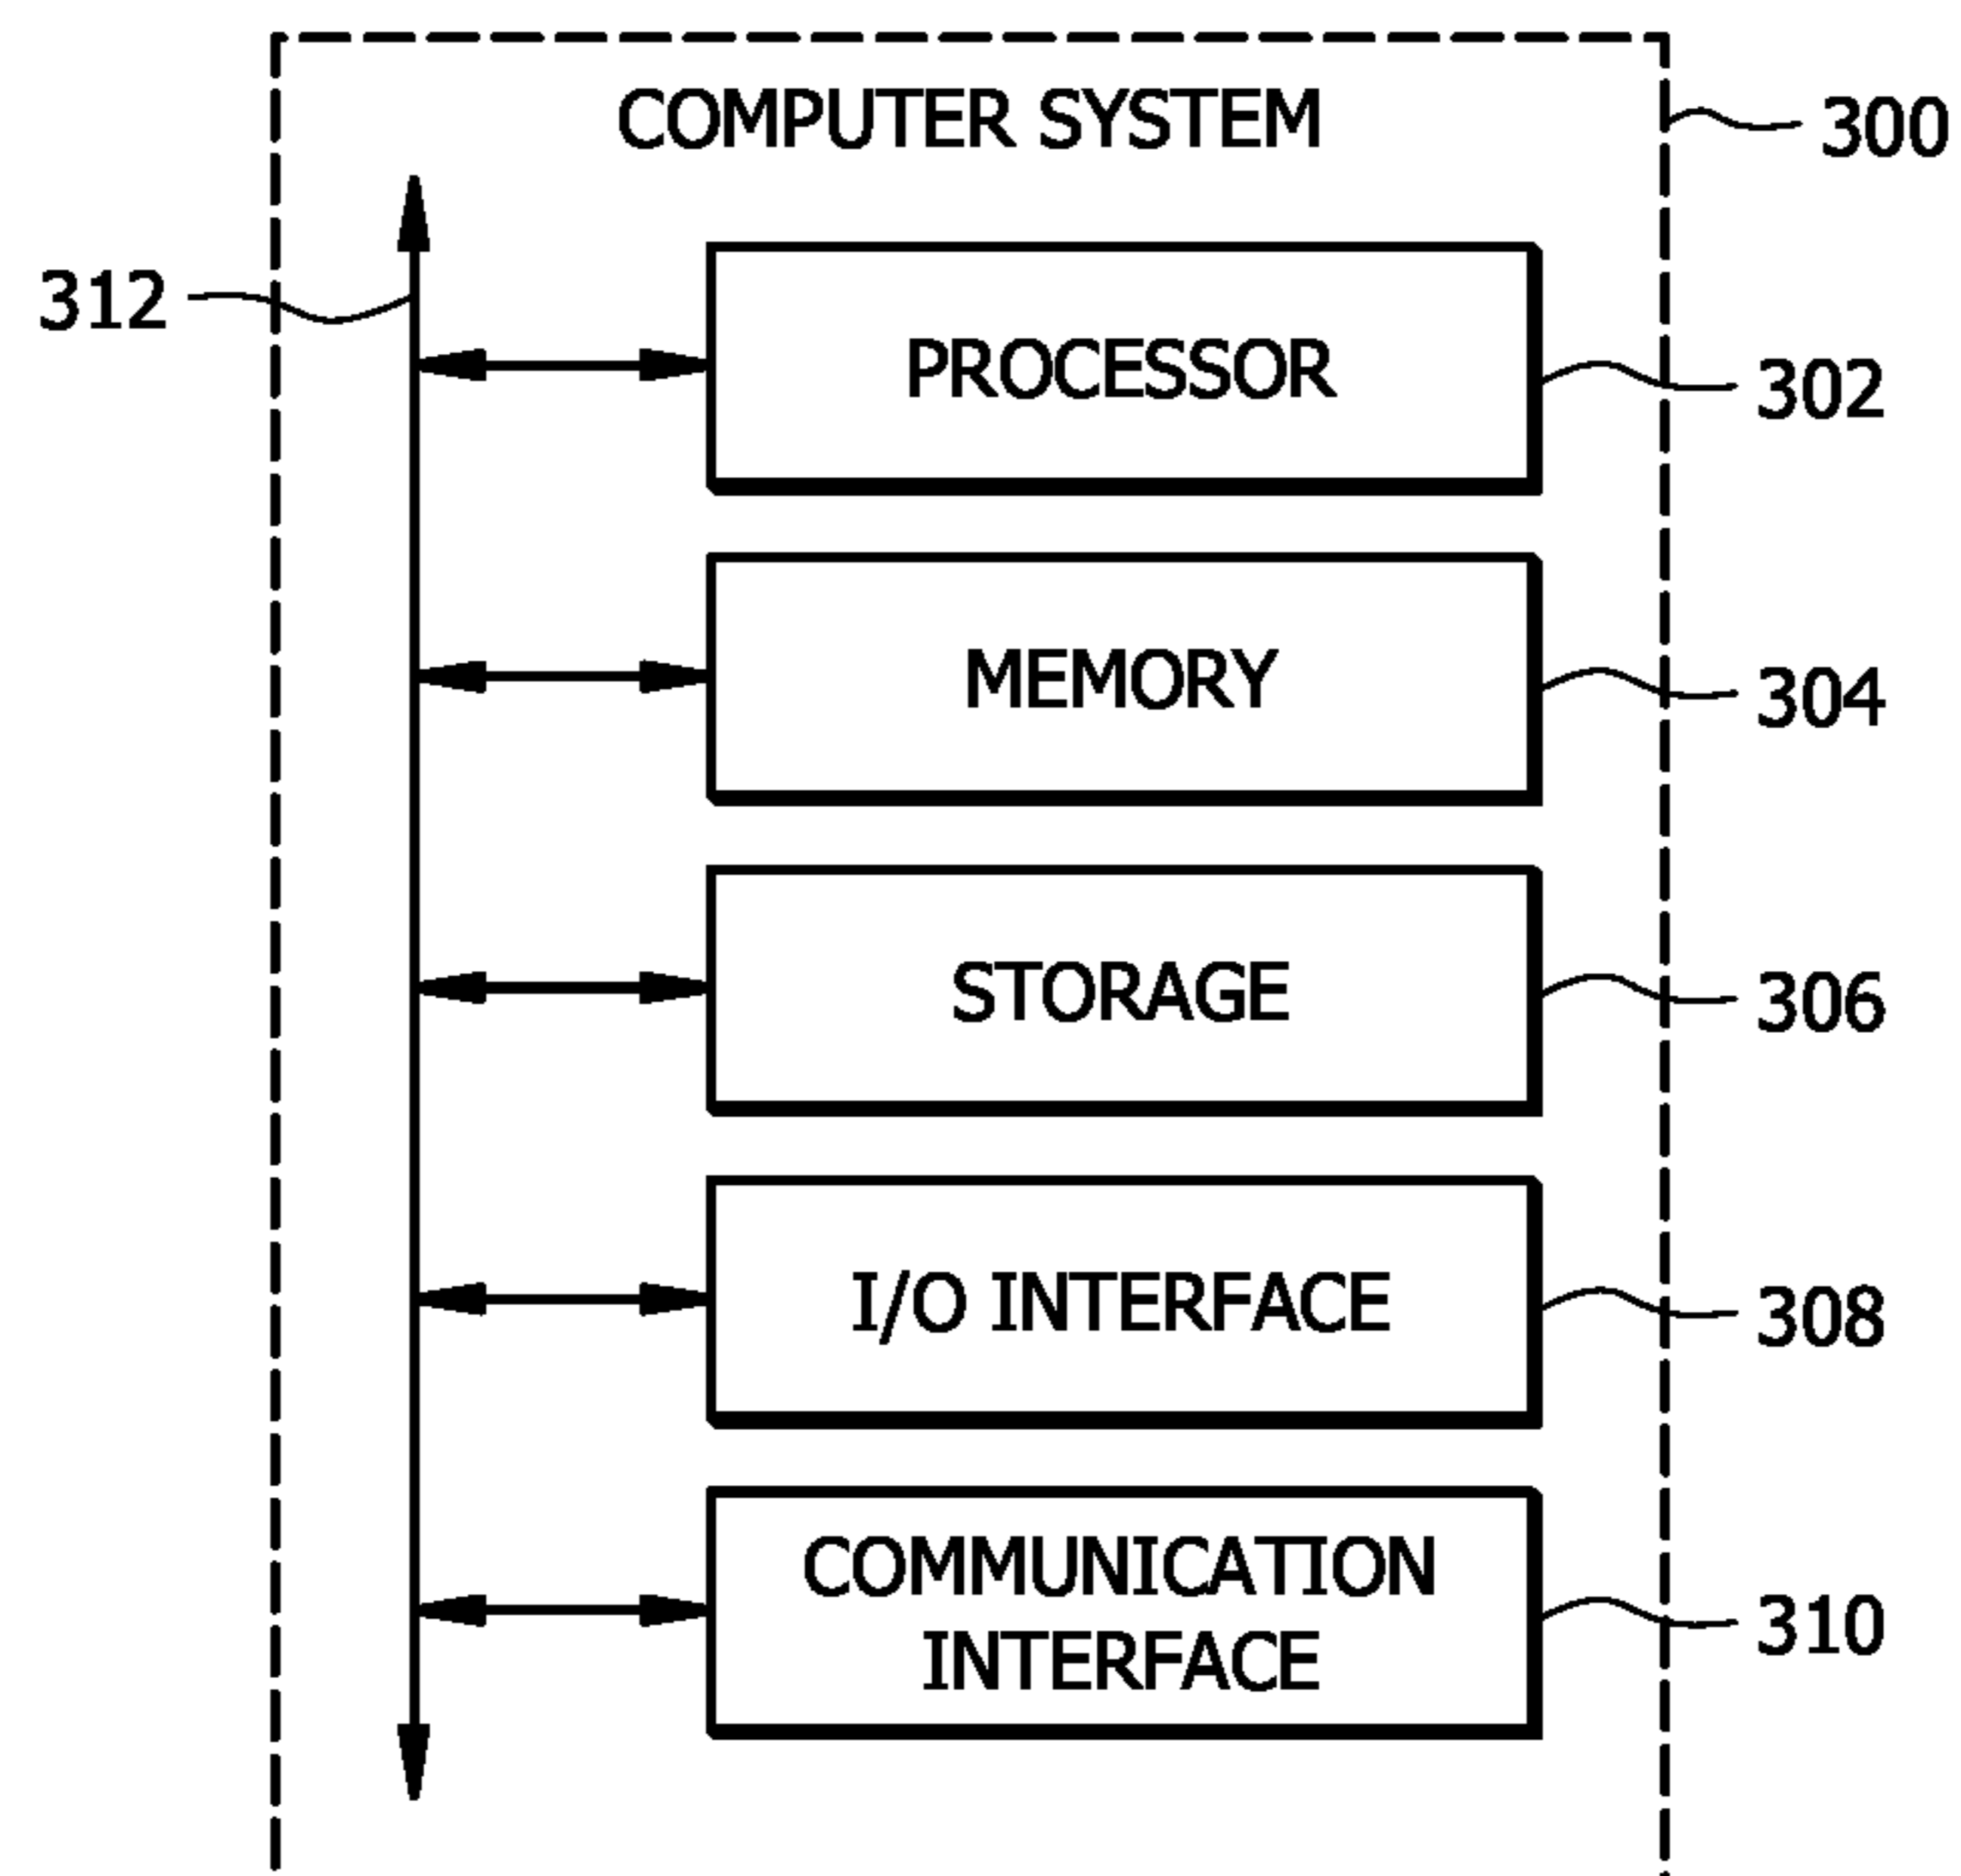 COMPUTER SYSTEM
300
312
PROCESSOR
302
MEMORY
304
STORAGE
306
I/O INTERFACE
308
COMMUNICATION
INTERFACE
310